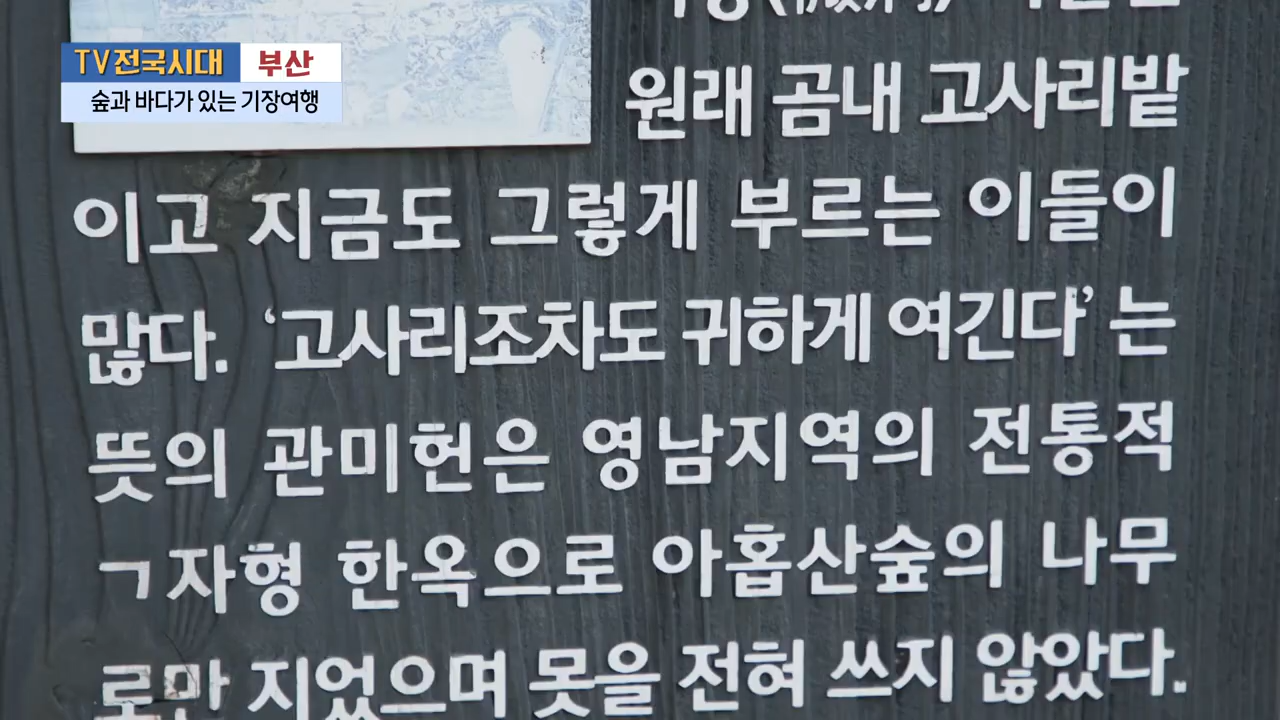 TV전국시대 부산
숲과 바다가 있는 기장여행
원래 곰내 고사리밭
이고 지금도 그렇게 부르는 이들이
많다. ‘고사리조차도 귀하게 여긴다’ 는
뜻의 관미헌은 영남지역의 전통적
ㄱ자형 한옥으로 아홉산숲의 나무
로만 지었으며 못을 전혀 쓰지 않았다.